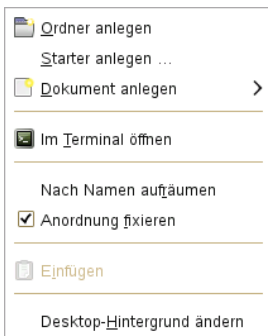 Ordner anlegen
Starter anlegen ...
Dokument anlegen
Im Terminal öffnen
Nach Namen aufräumen
Anordnung fixieren
Einfügen
Desktop-Hintergrund ändern